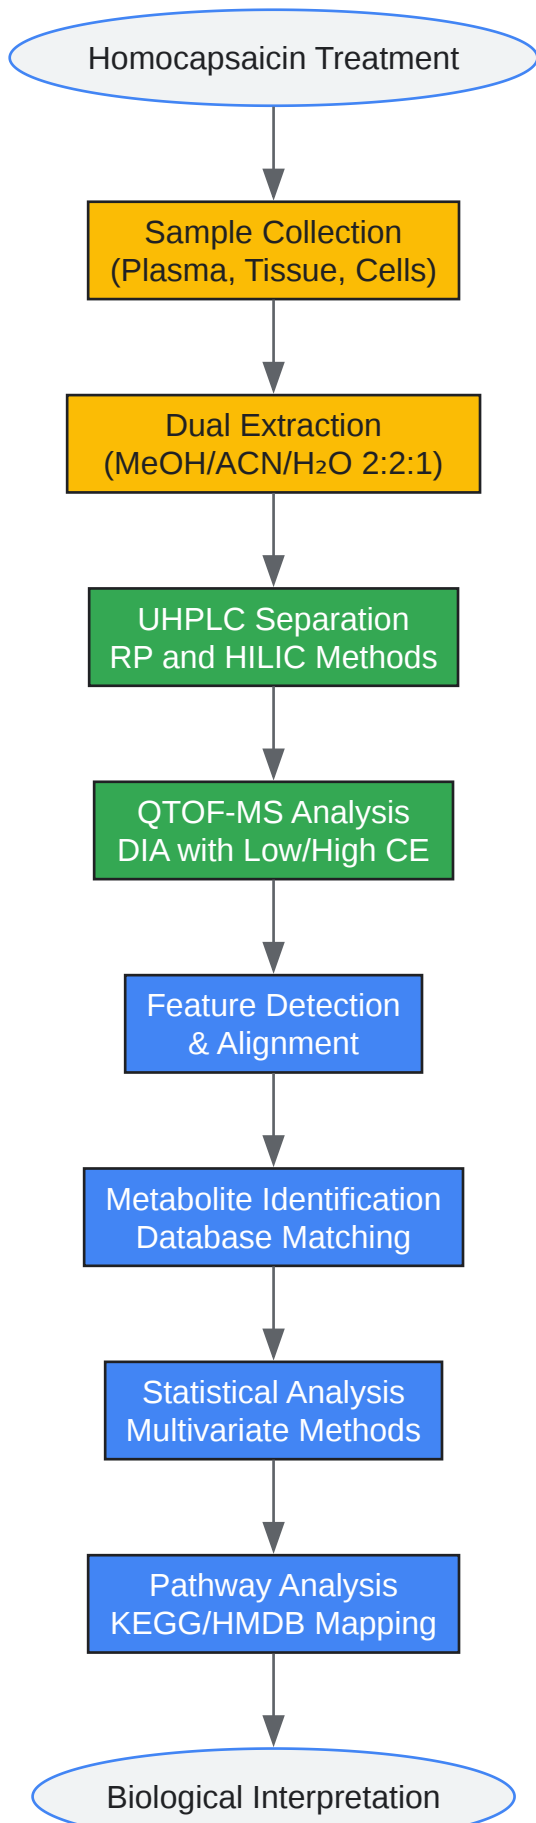 Homocapsaicin Treatment
Sample Collection
(Plasma, Tissue, Cells)
Dual Extraction
(MeOH/ACN/H₂O 2:2:1)
UHPLC Separation
RP and HILIC Methods
QTOF-MS Analysis
DIA with Low/High CE
Feature Detection
& Alignment
Metabolite Identification
Database Matching
Statistical Analysis
Multivariate Methods
Pathway Analysis
KEGG/HMDB Mapping
Biological Interpretation